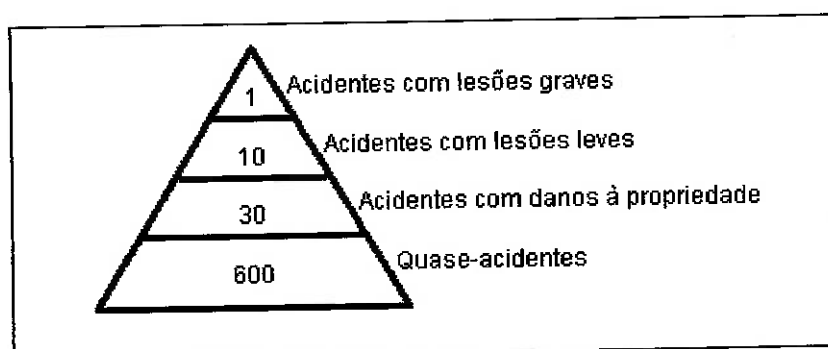 1 Acidentes com lesões graves
10 Acidentes com lesões leves
30 Acidentes com danos à propriedade
600 Quase-acidentes